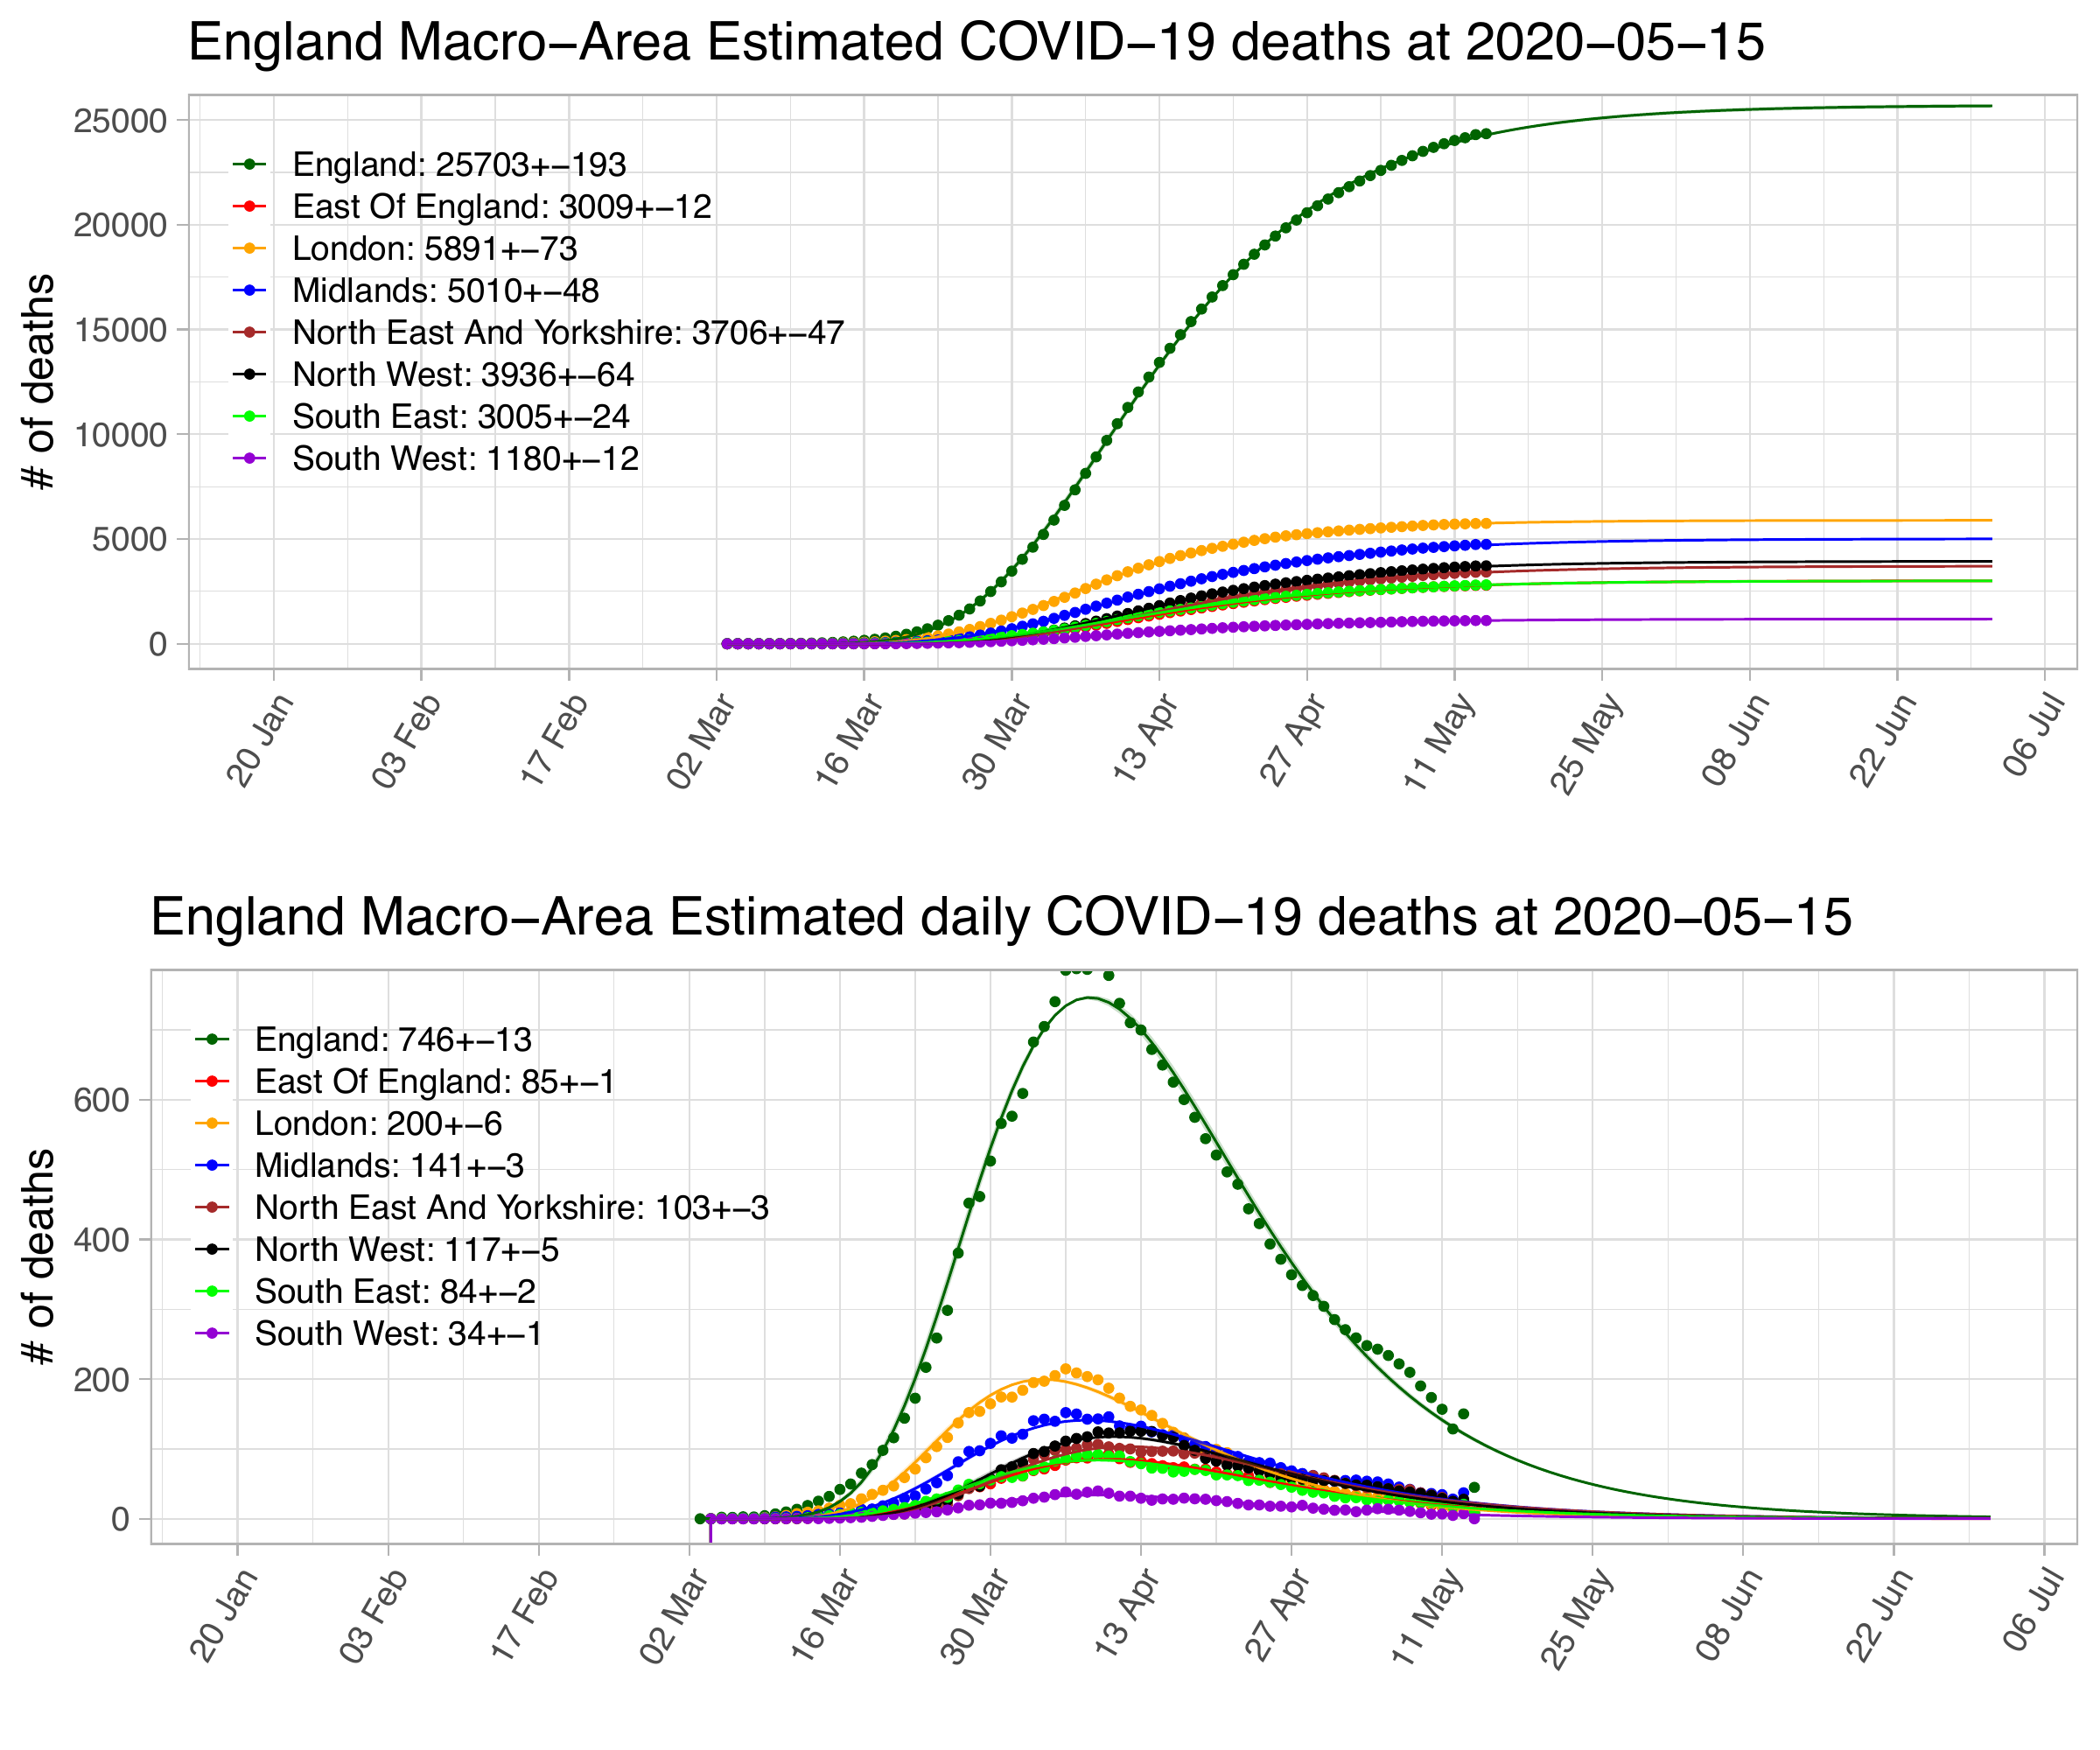 England Macro−Area Estimated COVID−19 deaths at 2020−05−15
# of deaths
25000
20000
15000
10000
5000
0
England: 25703+−193
East Of England: 3009+−12
London: 5891+−73
Midlands: 5010+−48
North East And Yorkshire: 3706+−47
North West: 3936+−64
South East: 3005+−24
South West: 1180+−12
20 Jan
03 Feb
17 Feb
02 Mar
16 Mar
30 Mar
13 Apr
27 Apr
11 May
25 May
08 Jun
22 Jun
06 Jul
England Macro−Area Estimated daily COVID−19 deaths at 2020−05−15
# of deaths
600
400
200
0
England: 746+−13
East Of England: 85+−1
London: 200+−6
Midlands: 141+−3
North East And Yorkshire: 103+−3
North West: 117+−5
South East: 84+−2
South West: 34+−1
20 Jan
03 Feb
17 Feb
02 Mar
16 Mar
30 Mar
13 Apr
27 Apr
11 May
25 May
08 Jun
22 Jun
06 Jul